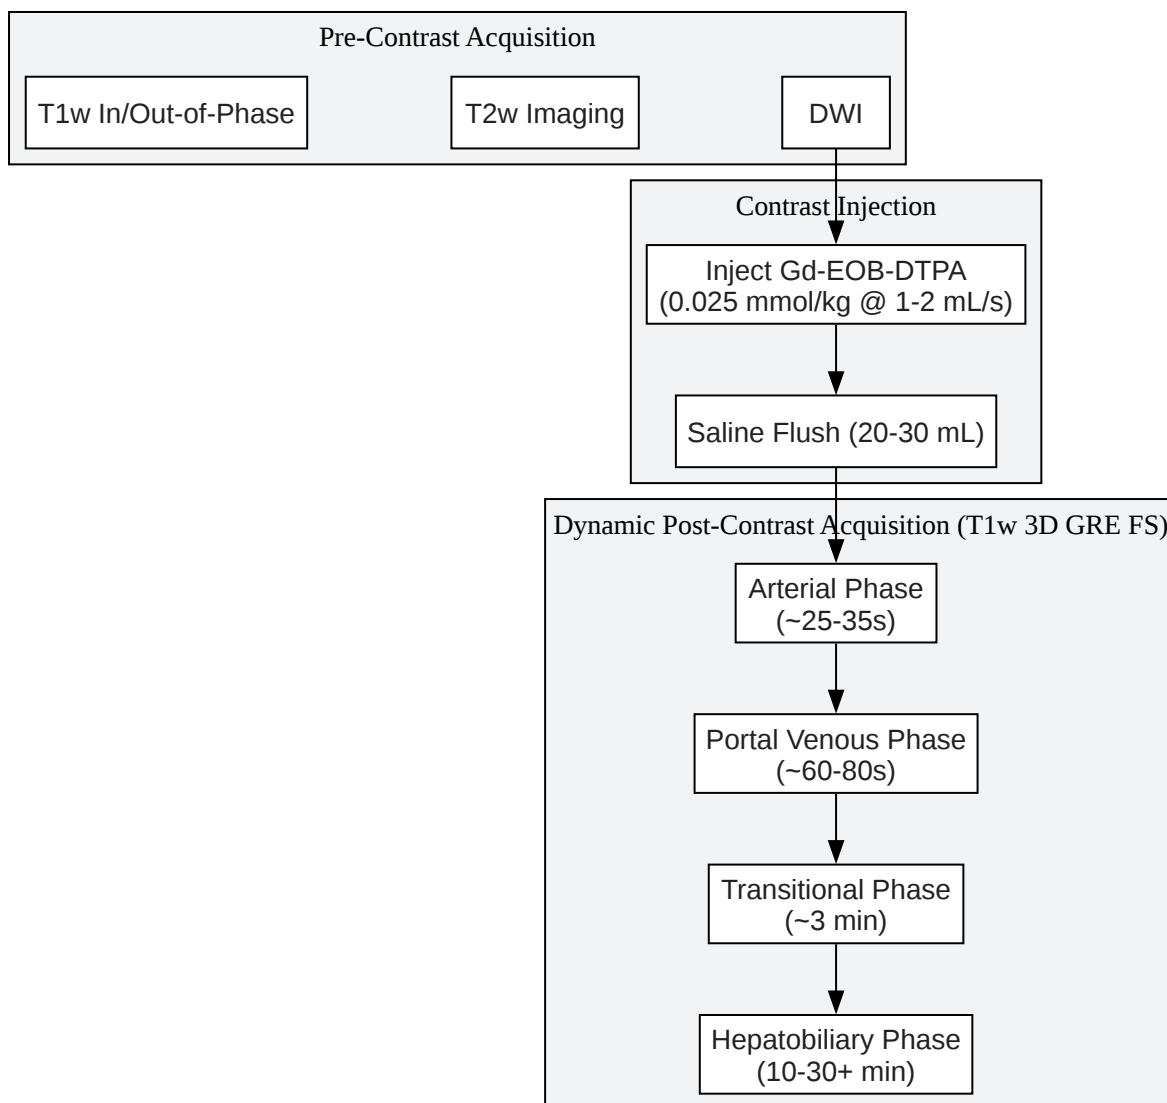 Pre-Contrast Acquisition
T1w In/Out-of-Phase
T2w Imaging
DWI
Contrast Injection
Inject Gd-EOB-DTPA
(0.025 mmol/kg @ 1-2 mL/s)
Saline Flush (20-30 mL)
Dynamic Post-Contrast Acquisition (T1w 3D GRE FS)
Arterial Phase
(~25-35s)
Portal Venous Phase
(~60-80s)
Transitional Phase
(~3 min)
Hepatobiliary Phase
(10-30+ min)